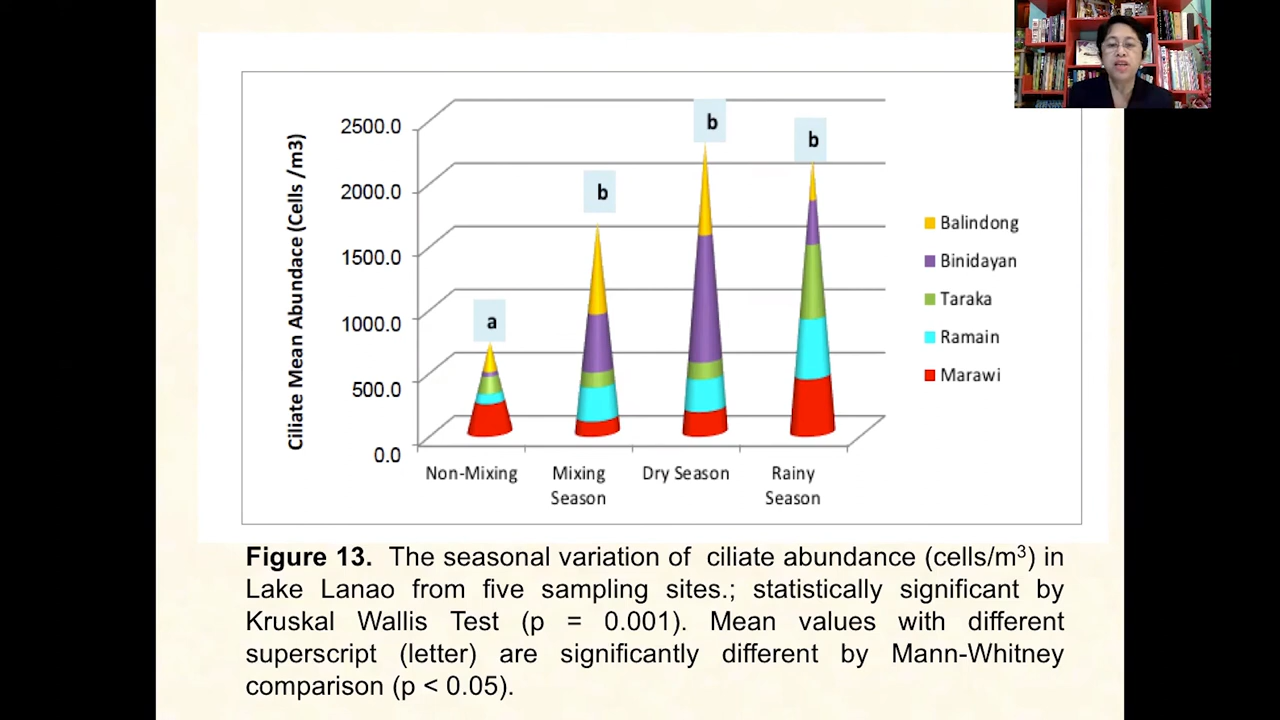 Ciliate Mean Abundace (Cells /m3)
2500.0
2000.0
1500.0
1000.0
500.0
0.0
a
b
b
b
Non-Mixing
Mixing Season
Dry Season
Rainy Season
Balindong
Binidayan
Taraka
Ramain
Marawi
Figure 13. The seasonal variation of ciliate abundance (cells/m³) in
Lake Lanao from five sampling sites.; statistically significant by
Kruskal Wallis Test (p = 0.001). Mean values with different
superscript (letter) are significantly different by Mann-Whitney
comparison (p < 0.05).